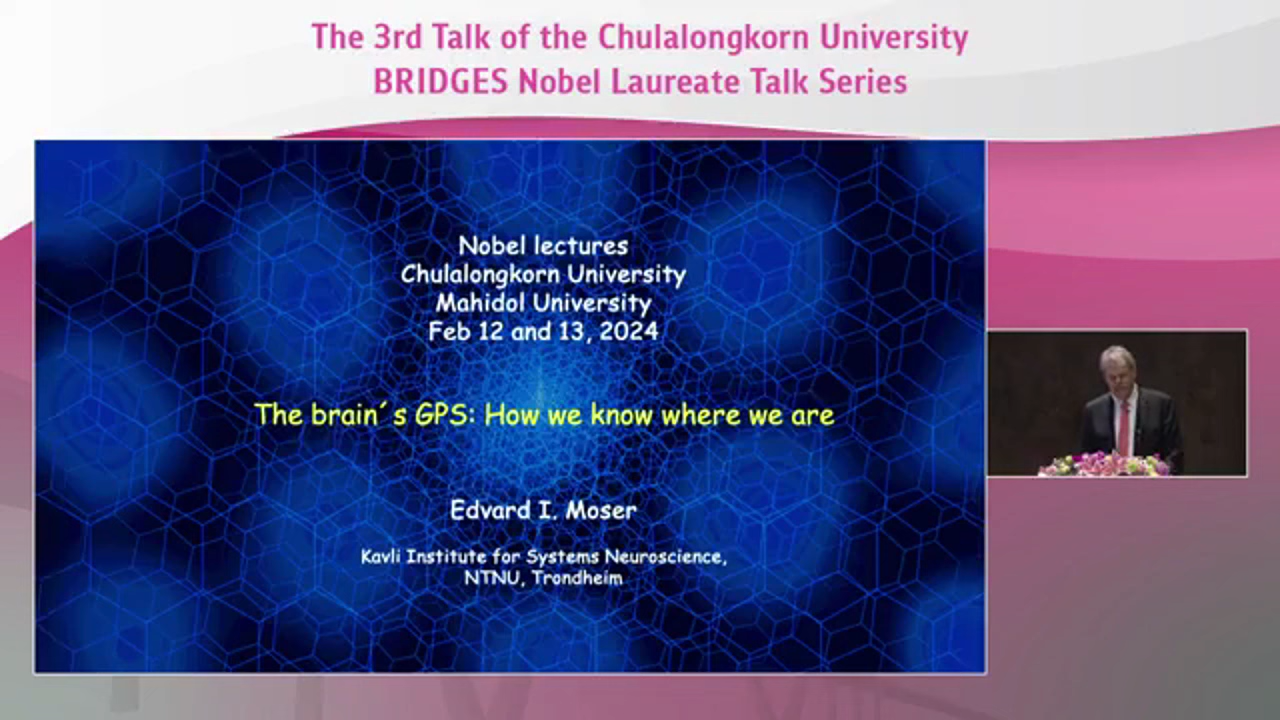 The 3rd Talk of the Chulalongkorn University
BRIDGES Nobel Laureate Talk Series
Nobel lectures
Chulalongkorn University
Mahidol University
Feb 12 and 13, 2024
The brain´s GPS: How we know where we are
Edvard I. Moser
Kavli Institute for Systems Neuroscience,
NTNU, Trondheim